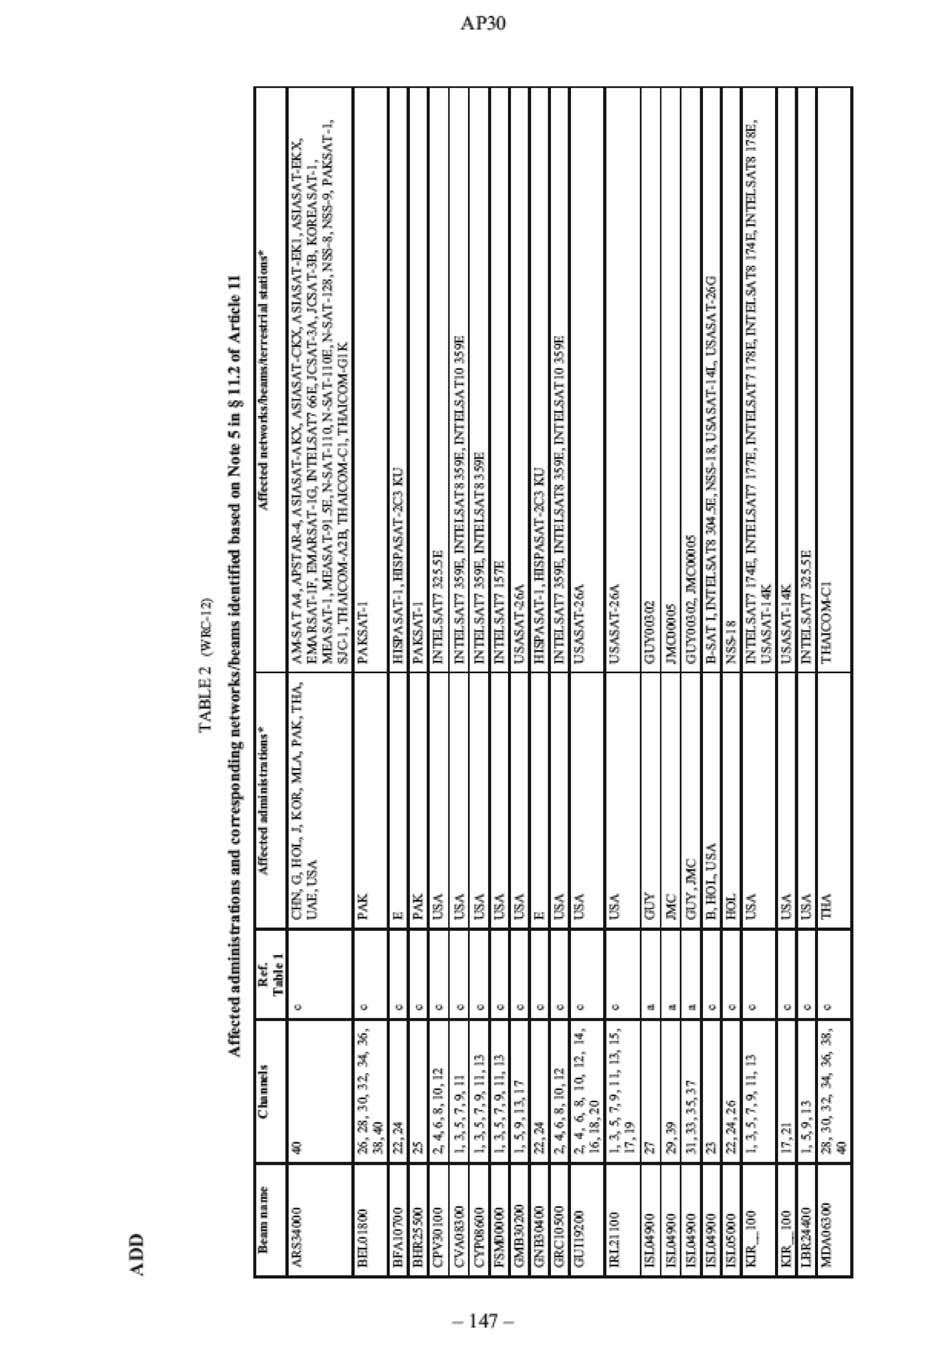 AP30
ADD
TABLE 2 (WRC-12)
Affected administrations and corresponding networks/beams identified based on Note 5 in § 11.2 of Article 11
Beam name Channels Ref. Table 1 Affected administrations* Affected networks/beams/terrestrial stations*
ARS34000 40 c CHN, G, HOL, J, KOR, MLA, PAK, THA, AM-SAT A4, APSTAR-4, ASIASAT-AKX, ASIASAT-CKX, ASIASAT-EK1, ASIASAT-EKX,
UAE, USA EMARSAT-1F, EMARSAT-1G, INTELSAT7 66E, JCSAT-3A, JCSAT-3B, KOREASAT-1,
MEASAT-1, MEASAT-91.5E, N-SAT-110, N-SAT-110E, N-SAT-128, NSS-8, NSS-9, PAKSAT-1,
SJC-1, THAICOM-A2B, THAICOM-C1, THAICOM-G1K
BEL01800 26, 28, 30, 32, 34, 36, c PAK PAKSAT-1
38, 40
BFA10700 22, 24 c E HISPASAT-1, HISPASAT-2C3 KU
BHR25500 25 c PAK PAKSAT-1
CPV30100 2, 4, 6, 8, 10, 12 c USA INTELSAT7 325.5E
CVA08300 1, 3, 5, 7, 9, 11 c USA INTELSAT7 359E, INTELSAT8 359E, INTELSAT10 359E
CYP08600 1, 3, 5, 7, 9, 11, 13 c USA INTELSAT7 359E, INTELSAT8 359E
FSM00000 1, 3, 5, 7, 9, 11, 13 c USA INTELSAT7 157E
GMB30200 1, 5, 9, 13, 17 c USA USASAT-26A
GNB30400 22, 24 c E HISPASAT-1, HISPASAT-2C3 KU
GRC10500 2, 4, 6, 8, 10, 12 c USA INTELSAT7 359E, INTELSAT8 359E, INTELSAT10 359E
GUI19200 2, 4, 6, 8, 10, 12, 14, c USA USASAT-26A
16, 18, 20
IRL21100 1, 3, 5, 7, 9, 11, 13, 15, c USA USASAT-26A
17, 19
ISL04900 27 a GUY GUY00302
ISL04900 29, 39 a JMC JMC00005
ISL04900 31, 33, 35, 37 a GUY, JMC GUY00302, JMC00005
ISL04900 23 c B, HOL, USA B-SAT I, INTELSAT8 304.5E, NSS-18, USASAT-14L, USASAT-26G
ISL05000 22, 24, 26 c HOL NSS-18
KIR__100 1, 3, 5, 7, 9, 11, 13 c USA INTELSAT7 174E, INTELSAT7 177E, INTELSAT7 178E, INTELSAT8 174E, INTELSAT8 178E,
USASAT-14K
KIR__100 17, 21 c USA USASAT-14K
LBR24400 1, 5, 9, 13 c USA INTELSAT7 325.5E
MDA06300 28, 30, 32, 34, 36, 38, c THA THAICOM-C1
40
– 147 –